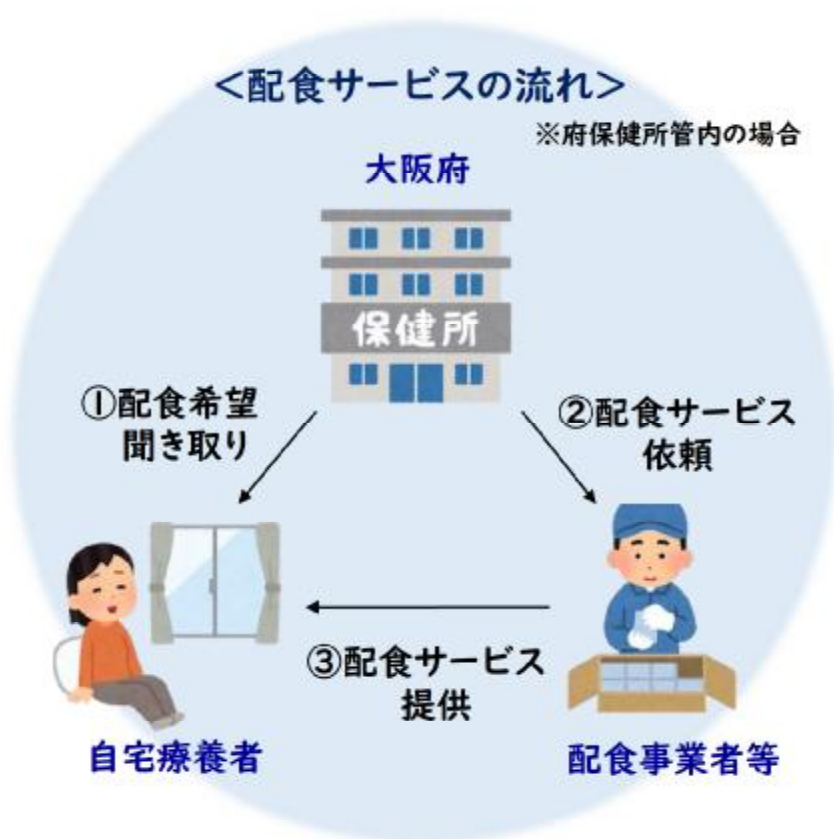 <配食サービスの流れ>
※府保健所管内の場合
大阪府
保健所
①配食希望
聞き取り
②配食サービス
依頼
③配食サービス
提供
自宅療養者
配食事業者等